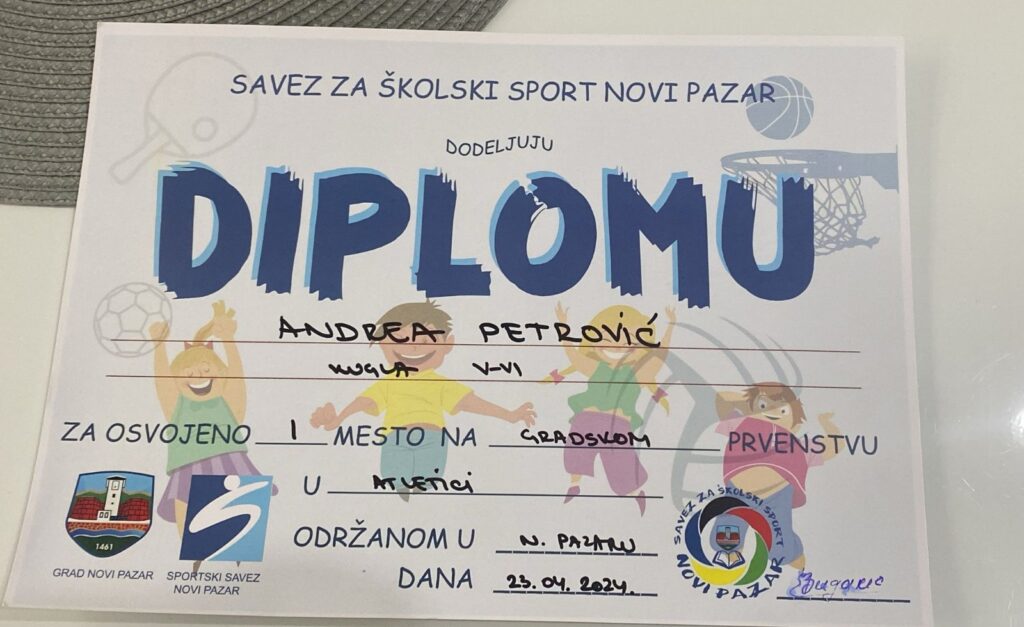 SAVEZ ZA ŠKOLSKI SPORT NOVI PAZAR
DODELJUJU
DIPLOMU
ANDREA PETROVIĆ
KUGLA V-VI
ZA OSVOJENO I MESTO NA GRADSKOM PRVENSTVU
U ATLETICI
ODRŽANOM U N. PAZARU
DANA 23.04.2024.
1461
GRAD NOVI PAZAR
SPORTSKI SAVEZ
NOVI PAZAR
SAVEZ ZA ŠKOLSKI SPORT
NOVI PAZAR